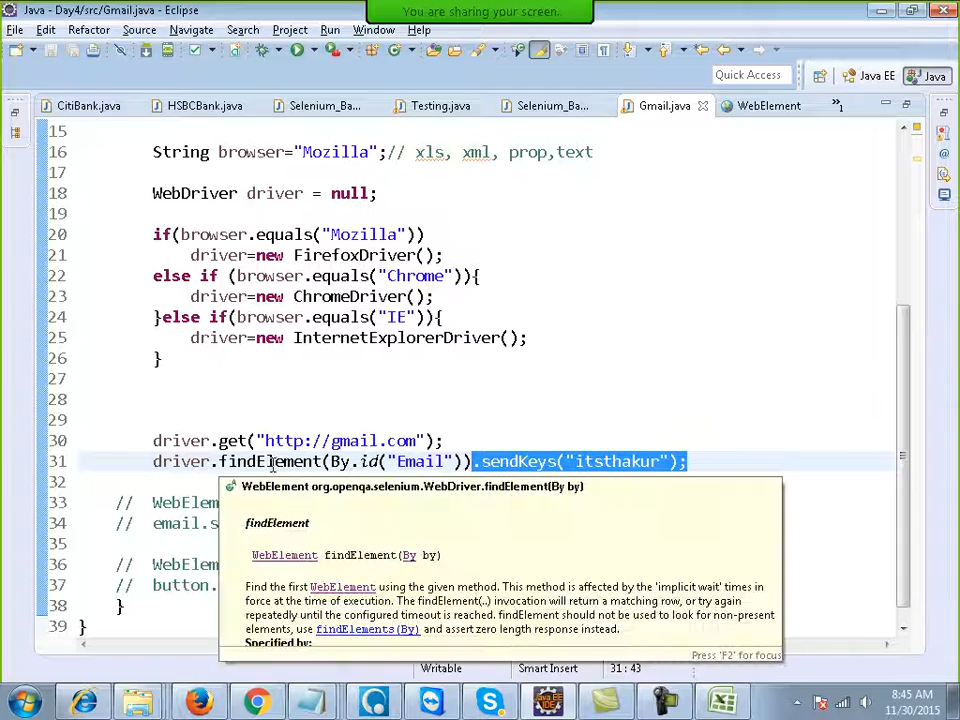 Java - Day4/src/Gmail.java - Eclipse
You are sharing your screen.
File Edit Refactor Source Navigate Search Project Run Window Help
Quick Access
Java EE
Java
CitiBank.java HSBCBank.java Selenium_Ba... Testing.java Selenium_Ba... Gmail.java WebElement »1
15
16 String browser="Mozilla";// xls, xml, prop,text
17
18 WebDriver driver = null;
19
20 if(browser.equals("Mozilla"))
21 driver=new FirefoxDriver();
22 else if (browser.equals("Chrome")){
23 driver=new ChromeDriver();
24 }else if(browser.equals("IE")){
25 driver=new InternetExplorerDriver();
26 }
27
28
29
30 driver.get("http://gmail.com");
31 driver.findElement(By.id("Email")).sendKeys("itsthakur");
32
33 // WebElem
34 // email.s
35
36 // WebElem
37 // button.
38 }
39 }
WebElement org.openqa.selenium.WebDriver.findElement(By by)
findElement
WebElement findElement(By by)
Find the first WebElement using the given method. This method is affected by the 'implicit wait' times in
force at the time of execution. The findElement(..) invocation will return a matching row, or try again
repeatedly until the configured timeout is reached. findElement should not be used to look for non-present
elements, use findElements(By) and assert zero length response instead.
Specified by:
Press 'F2' for focus
Writable Smart Insert 31 : 43
8:45 AM
11/30/2015